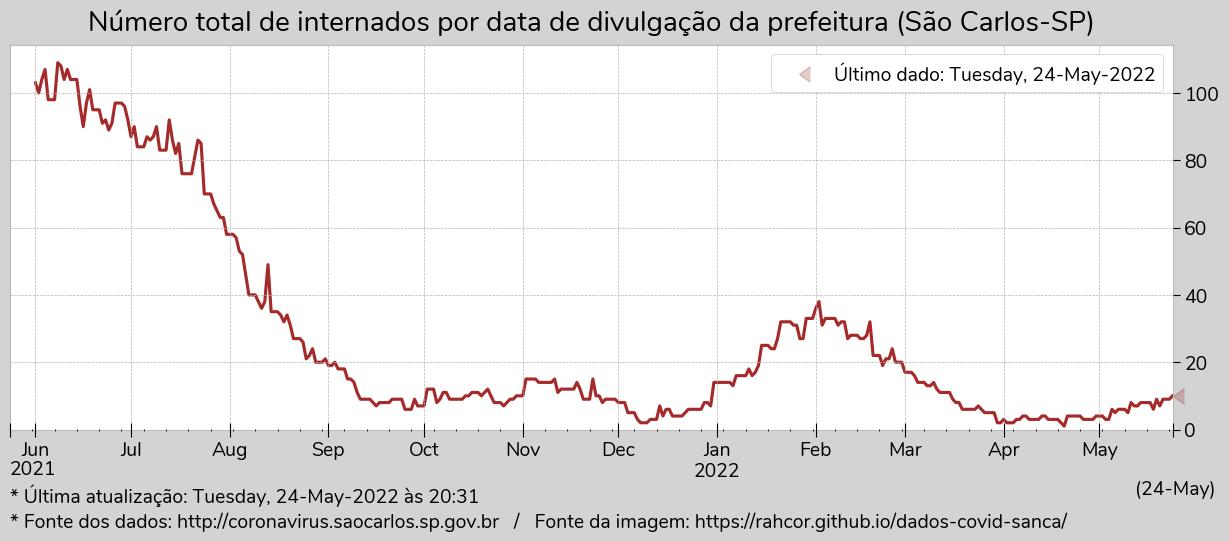 Número total de internados por data de divulgação da prefeitura (São Carlos-SP)
Último dado: Tuesday, 24-May-2022
100
80
60
40
20
0
Jun Jul Aug Sep Oct Nov Dec Jan Feb Mar Apr May
2021 2022
(24-May)
* Última atualização: Tuesday, 24-May-2022 às 20:31
* Fonte dos dados: http://coronavirus.saocarlos.sp.gov.br / Fonte da imagem: https://rahcor.github.io/dados-covid-sanca/